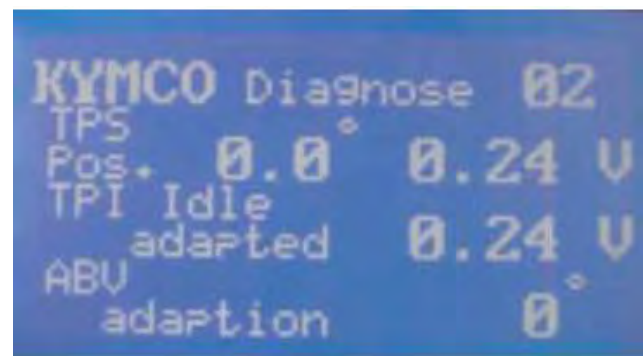 KYMCO Diagnose 02
TPS
Pos. 0.0° 0.24 V
TPI Idle
adapted 0.24 V
ABV
adaption 0°